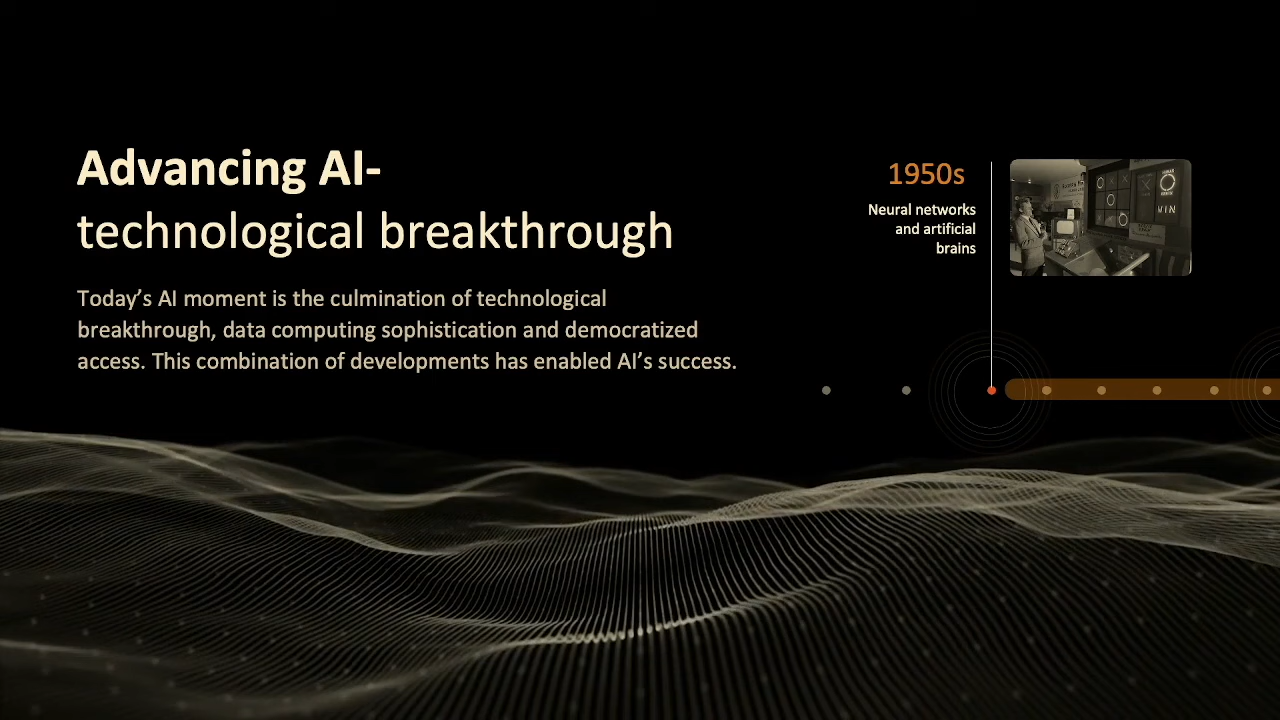 Advancing AI-
technological breakthrough
Today's AI moment is the culmination of technological
breakthrough, data computing sophistication and democratized
access. This combination of developments has enabled AI's success.
1950s
Neural networks
and artificial
brains